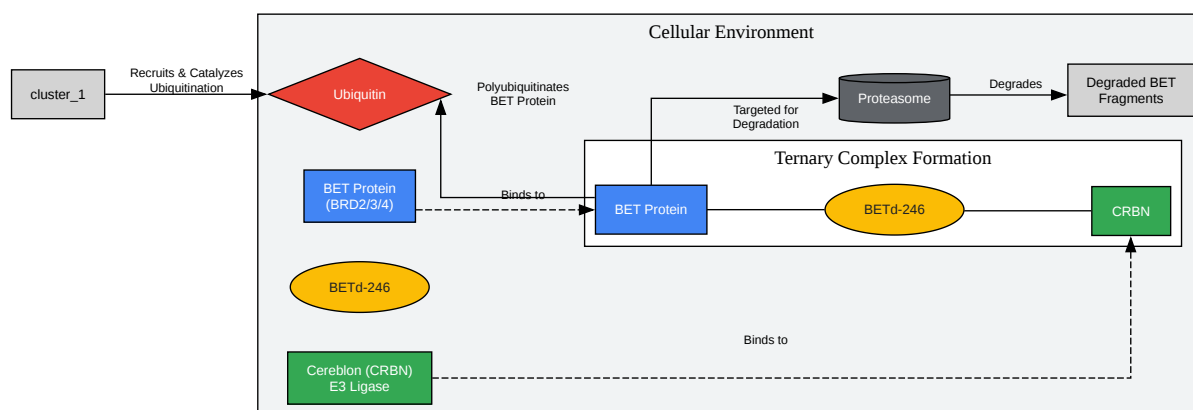 Cellular Environment
cluster_1
Recruits & Catalyzes
Ubiquitination
Ubiquitin
Polyubiquitinates
BET Protein
Targeted for
Degradation
Proteasome
Degrades
Degraded BET
Fragments
Ternary Complex Formation
BET Protein
(BRD2/3/4)
Binds to
BET Protein
BETd-246
CRBN
BETd-246
Binds to
Cereblon (CRBN)
E3 Ligase